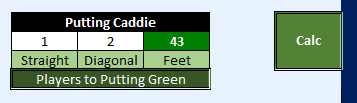 Putting Caddie
1 2 43
Straight Diagonal Feet
Players to Putting Green
Calc